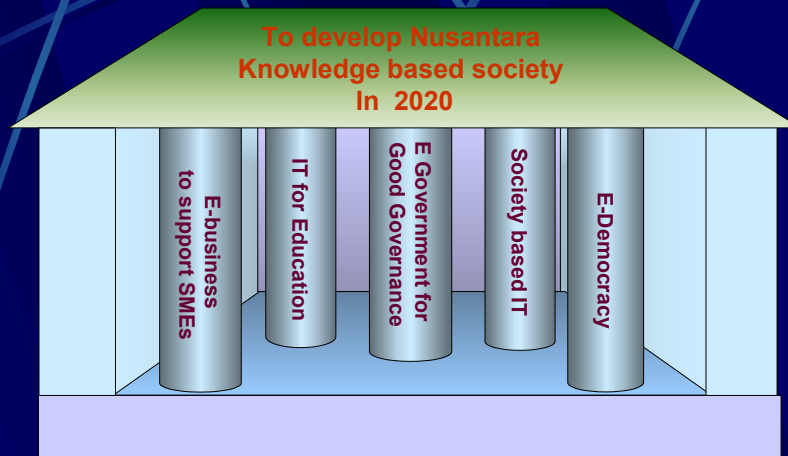 To develop Nusantara
Knowledge based society
In 2020
E-business
to support SMEs
IT for Education
E Government for
Good Governance
Society based IT
E-Democracy